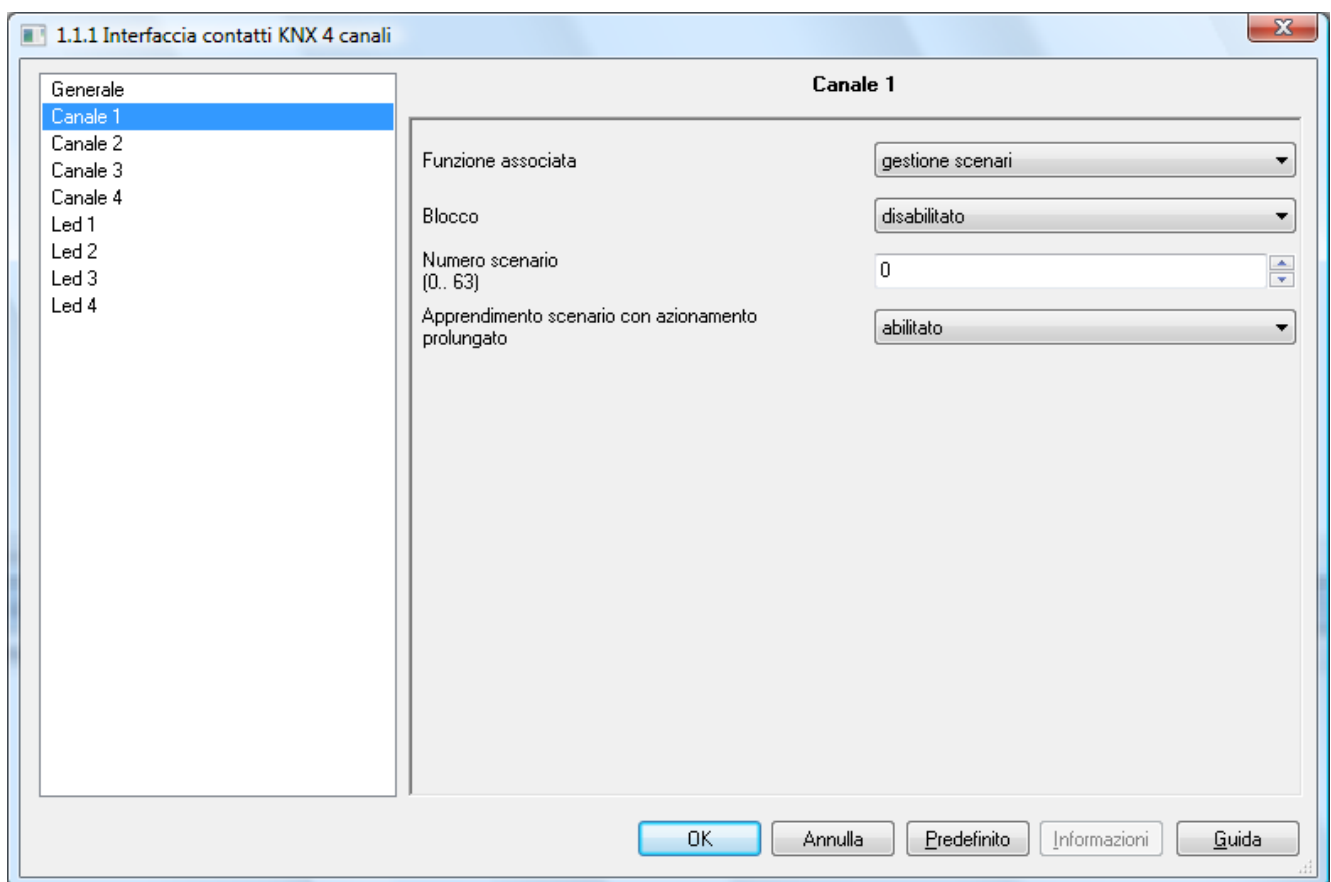 1.1.1 Interfaccia contatti KNX 4 canali
Generale
Canale 1
Canale 2
Canale 3
Canale 4
Led 1
Led 2
Led 3
Led 4
Canale 1
Funzione associata
gestione scenari
Blocco
disabilitato
Numero scenario
(0.. 63)
0
Apprendimento scenario con azionamento
prolungato
abilitato
OK
Annulla
Predefinito
Informazioni
Guida